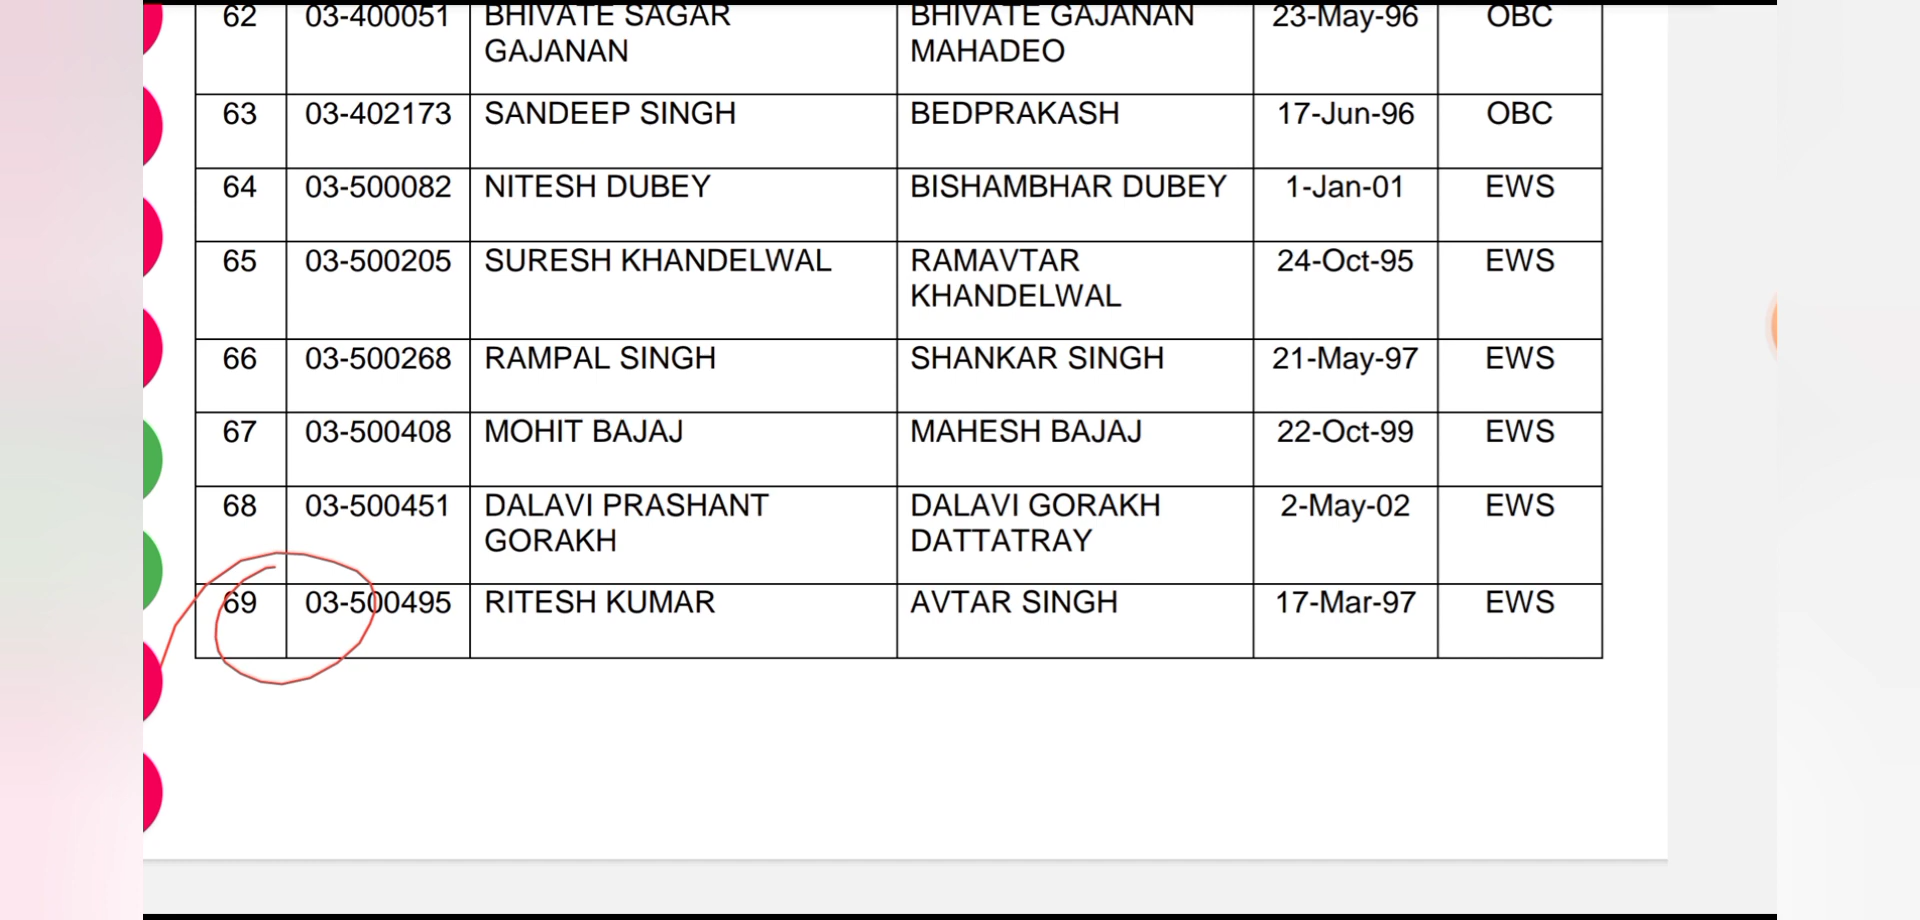 62 03-400051 BHIVATE SAGAR BHIVATE GAJANAN 23-May-96 OBC
GAJANAN MAHADEO
63 03-402173 SANDEEP SINGH BEDPRAKASH 17-Jun-96 OBC
64 03-500082 NITESH DUBEY BISHAMBHAR DUBEY 1-Jan-01 EWS
65 03-500205 SURESH KHANDELWAL RAMAVTAR 24-Oct-95 EWS
KHANDELWAL
66 03-500268 RAMPAL SINGH SHANKAR SINGH 21-May-97 EWS
67 03-500408 MOHIT BAJAJ MAHESH BAJAJ 22-Oct-99 EWS
68 03-500451 DALAVI PRASHANT DALAVI GORAKH 2-May-02 EWS
GORAKH DATTATRAY
69 03-500495 RITESH KUMAR AVTAR SINGH 17-Mar-97 EWS